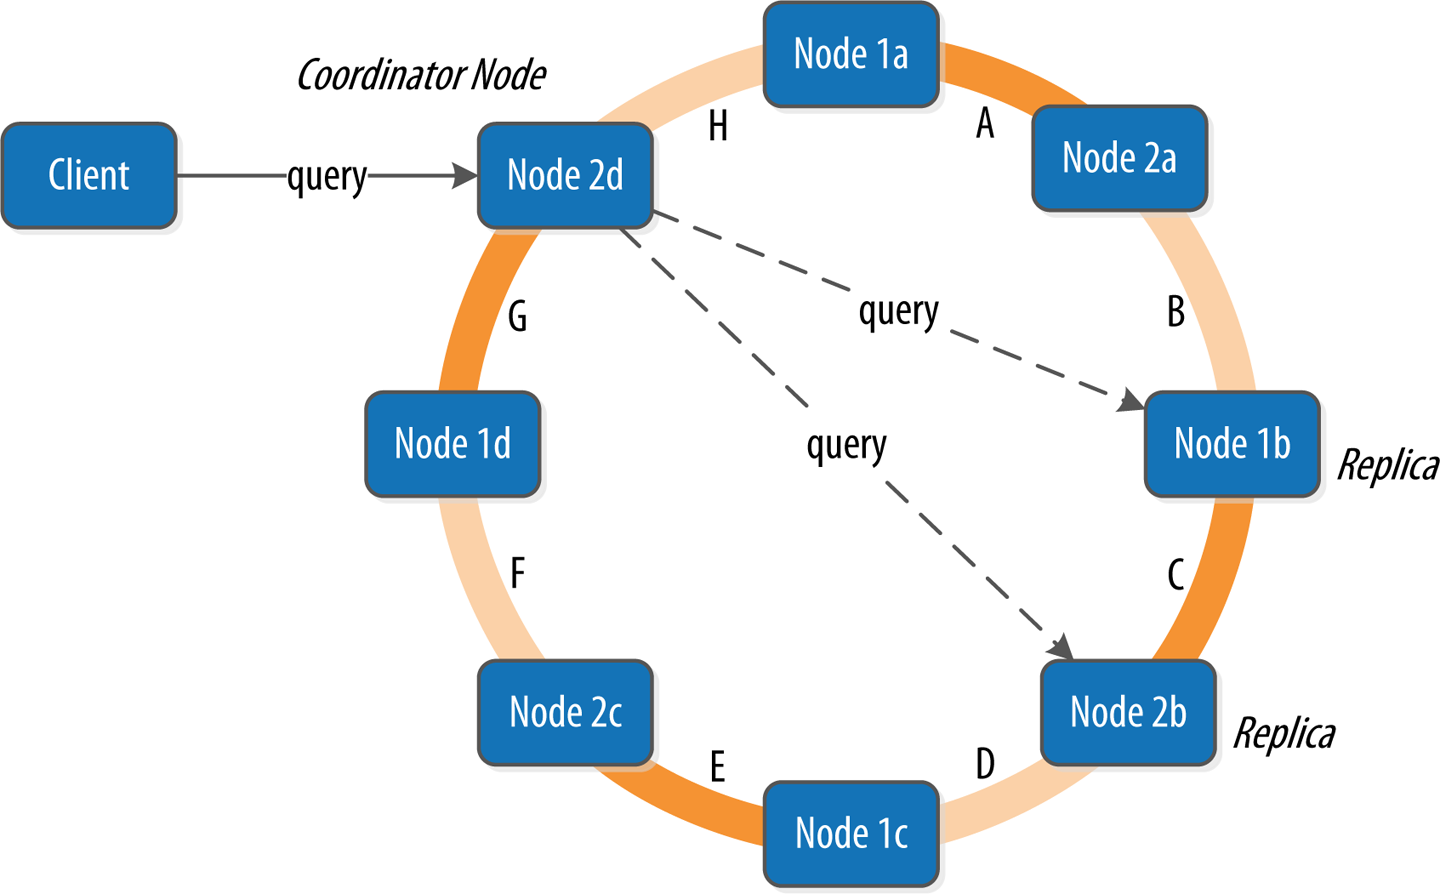 Node 1a
Coordinator Node
H
A
Client
query
Node 2d
Node 2a
query
B
G
query
Node 1d
Node 1b
Replica
F
C
Node 2c
Node 2b
Replica
E
D
Node 1c